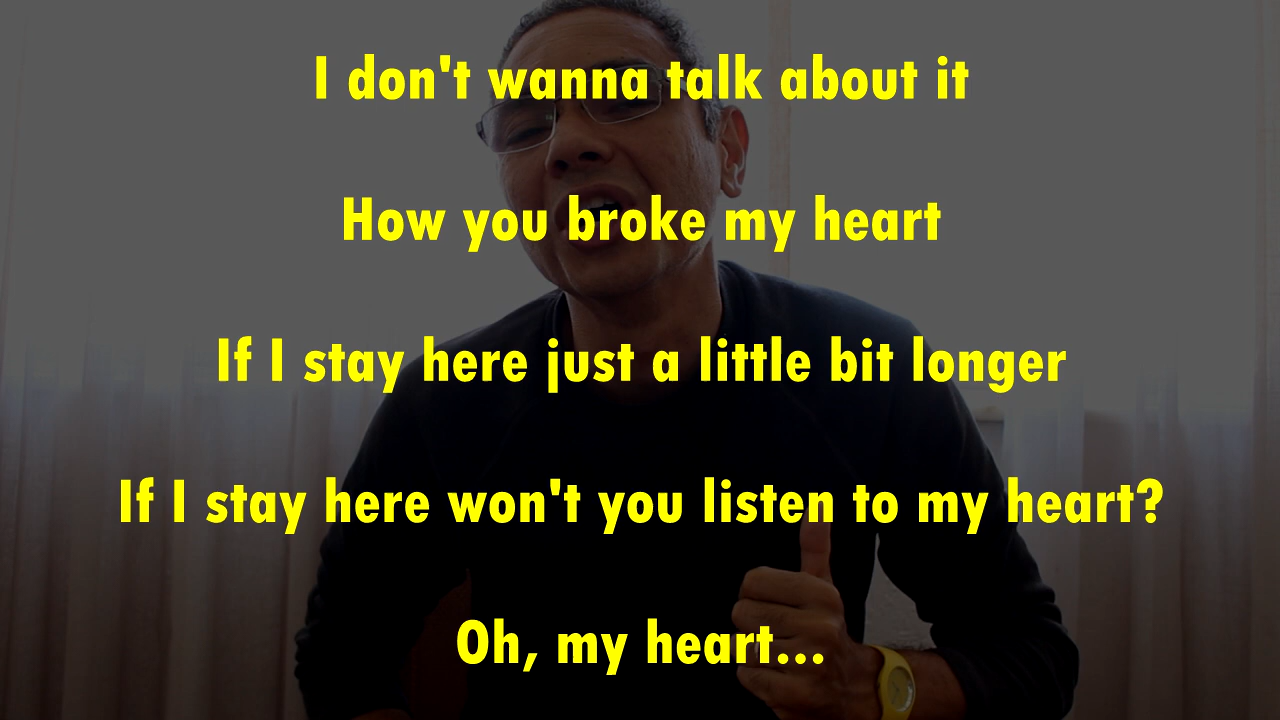 I don't wanna talk about it
How you broke my heart
If I stay here just a little bit longer
If I stay here won't you listen to my heart?
Oh, my heart...